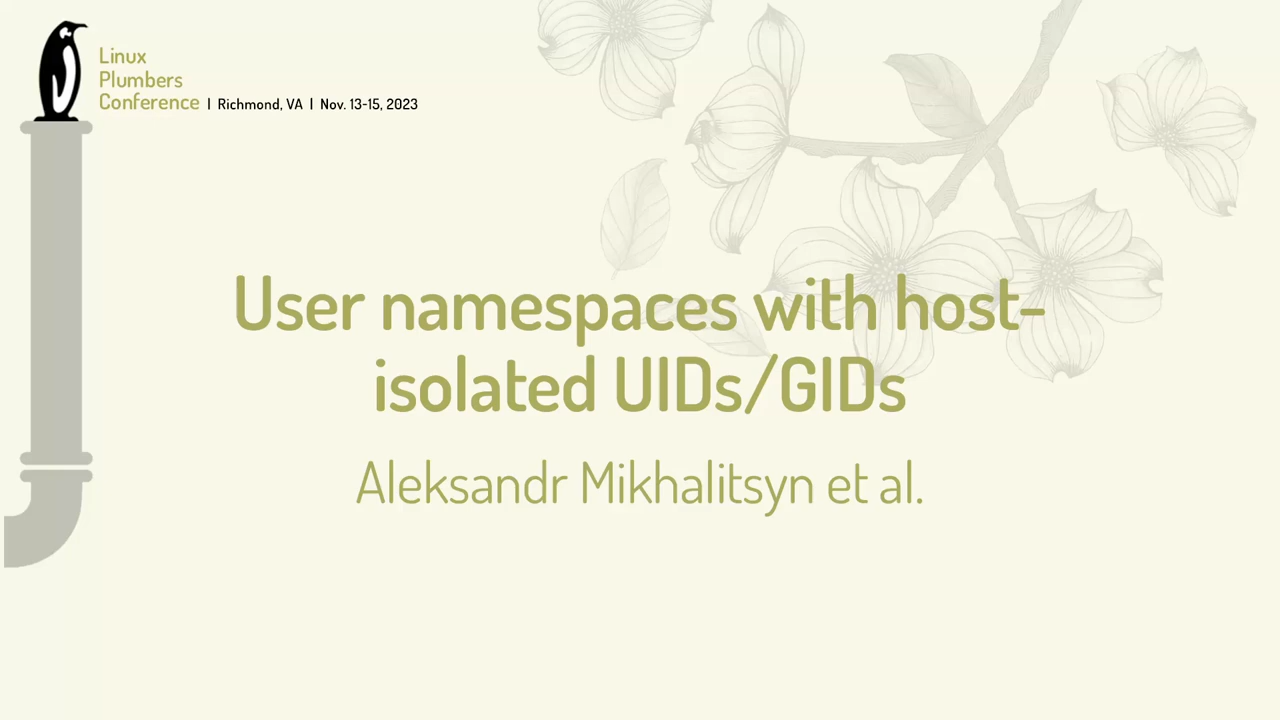 Linux
Plumbers
Conference | Richmond, VA | Nov. 13-15, 2023
User namespaces with host-
isolated UIDs/GIDs
Aleksandr Mikhalitsyn et al.